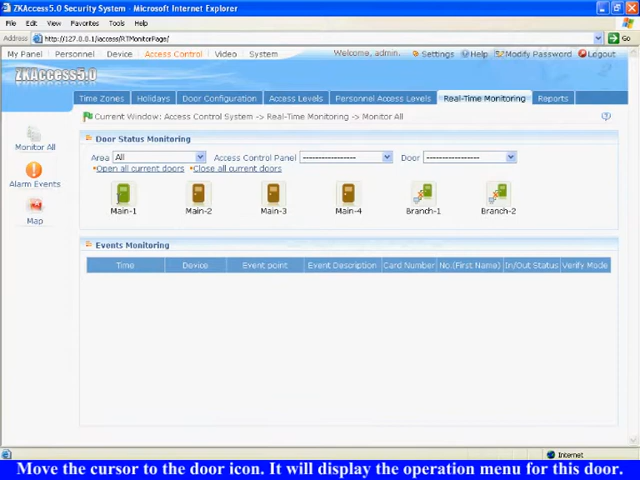 ZKAccess5.0 Security System - Microsoft Internet Explorer
File Edit View Favorites Tools Help
Address http://127.0.0.1/iaccess/RTMonitorPage/ Go
My Panel Personnel Device Access Control Video System Welcome, admin. Settings Help Modify Password Logout
ZKAccess5.0
Time Zones Holidays Door Configuration Access Levels Personnel Access Levels Real-Time Monitoring Reports
Current Window: Access Control System -> Real-Time Monitoring -> Monitor All
Monitor All
Alarm Events
Map
Door Status Monitoring
Area All Access Control Panel ----------------- Door -----------------
Open all current doors Close all current doors
Main-1 Main-2 Main-3 Main-4 Branch-1 Branch-2
Events Monitoring
Time Device Event point Event Description Card Number No.(First Name) In/Out Status Verify Mode
Internet
Move the cursor to the door icon. It will display the operation menu for this door.